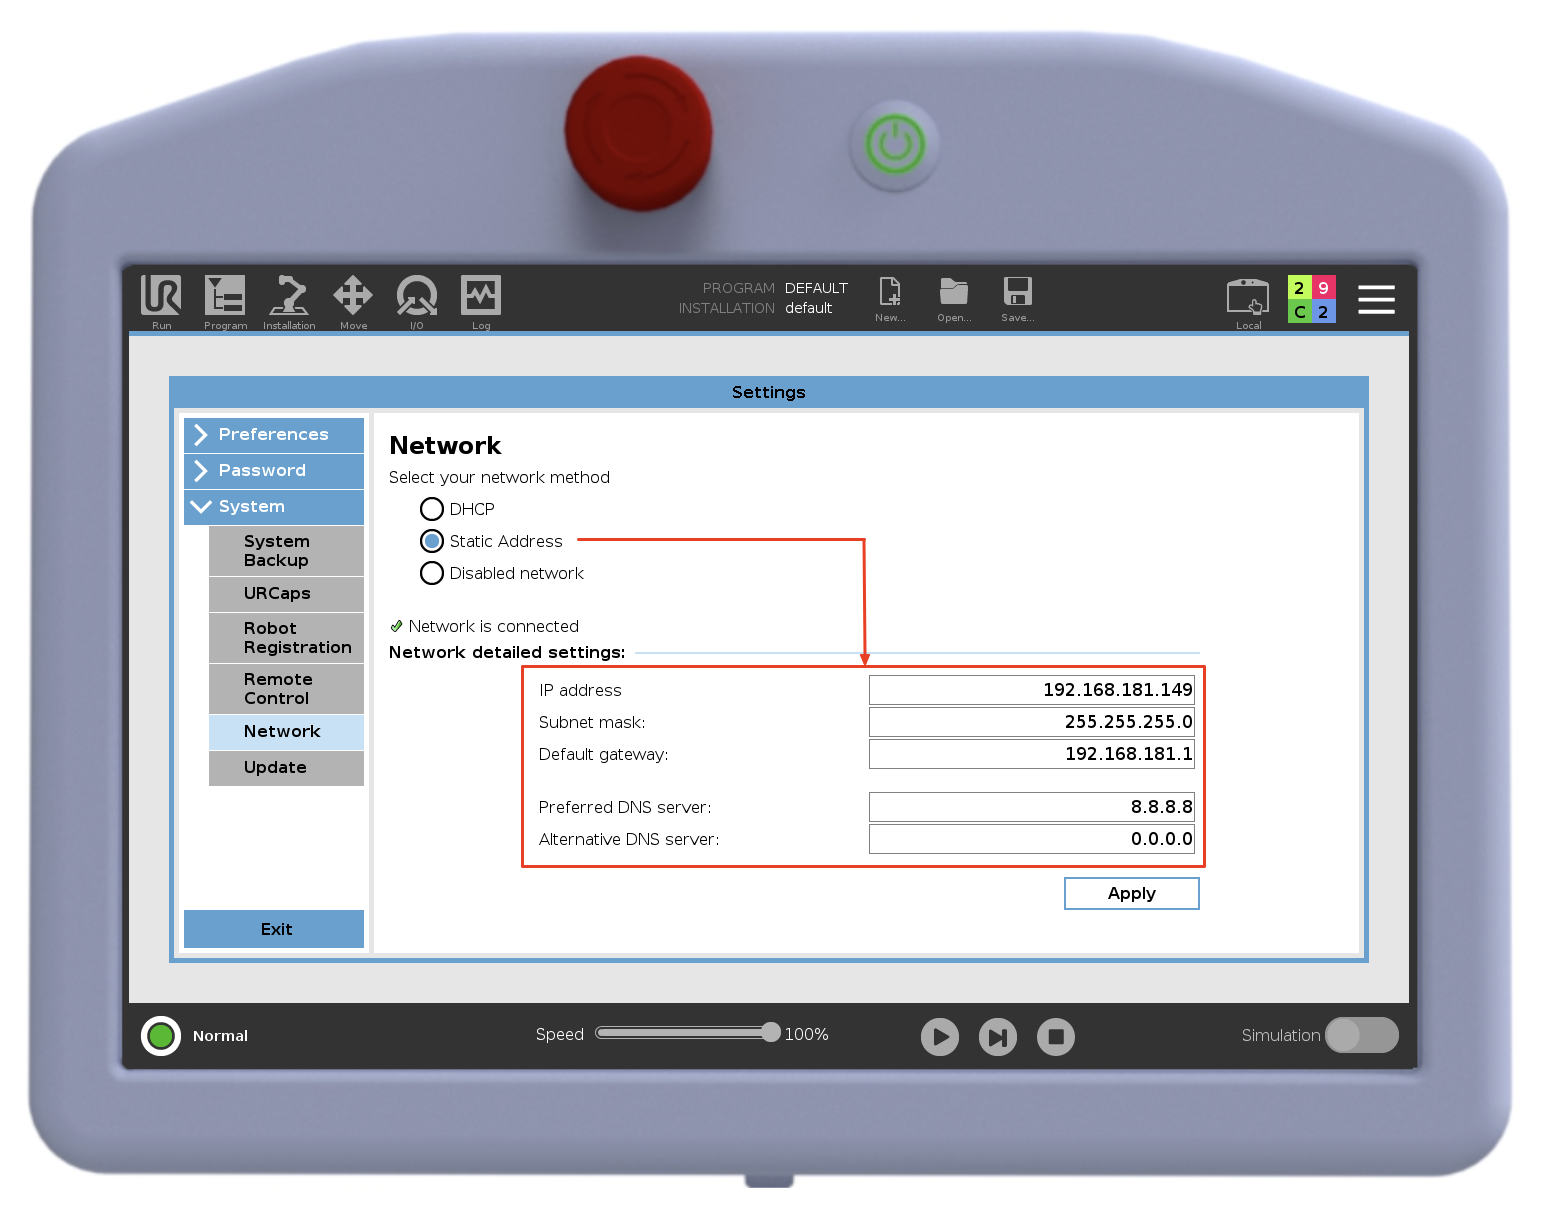 UR
Run
Program
Installation
Move
I/O
Log
PROGRAM DEFAULT
INSTALLATION default
New...
Open...
Save...
Local
2 9
C 2
Settings
Preferences
Password
System
System
Backup
URCaps
Robot
Registration
Remote
Control
Network
Update
Exit
Network
Select your network method
DHCP
Static Address
Disabled network
Network is connected
Network detailed settings:
IP address 192.168.181.149
Subnet mask: 255.255.255.0
Default gateway: 192.168.181.1
Preferred DNS server: 8.8.8.8
Alternative DNS server: 0.0.0.0
Apply
Normal
Speed 100%
Simulation